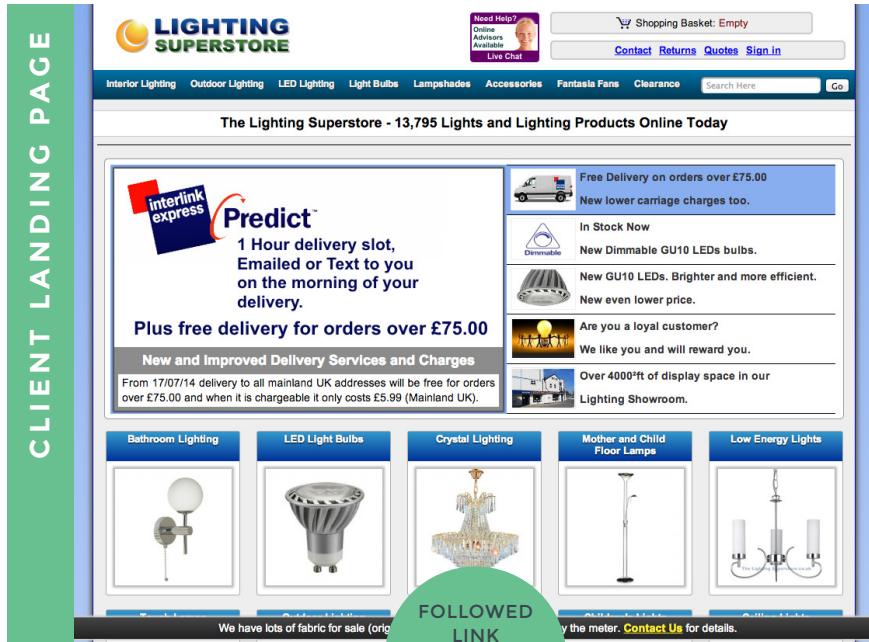 CLIENT LANDING PAGE
LIGHTING
SUPERSTORE
Need Help?
Online
Advisors
Available
Live Chat
Shopping Basket: Empty
Contact Returns Quotes Sign in
Interior Lighting Outdoor Lighting LED Lighting Light Bulbs Lampshades Accessories Fantasia Fans Clearance Search Here Go
The Lighting Superstore - 13,795 Lights and Lighting Products Online Today
interlink
express
Predict™
1 Hour delivery slot,
Emailed or Text to you
on the morning of your
delivery.
Plus free delivery for orders over £75.00
New and Improved Delivery Services and Charges
From 17/07/14 delivery to all mainland UK addresses will be free for orders
over £75.00 and when it is chargeable it only costs £5.99 (Mainland UK).
Free Delivery on orders over £75.00
New lower carriage charges too.
Dimmable
In Stock Now
New Dimmable GU10 LEDs bulbs.
New GU10 LEDs. Brighter and more efficient.
New even lower price.
Are you a loyal customer?
We like you and will reward you.
Over 4000²ft of display space in our
Lighting Showroom.
Bathroom Lighting
LED Light Bulbs
Crystal Lighting
Mother and Child
Floor Lamps
Low Energy Lights
The Lighting Superstore.co.uk
We have lots of fabric for sale (orig
y the meter. Contact Us for details.
FOLLOWED
LINK